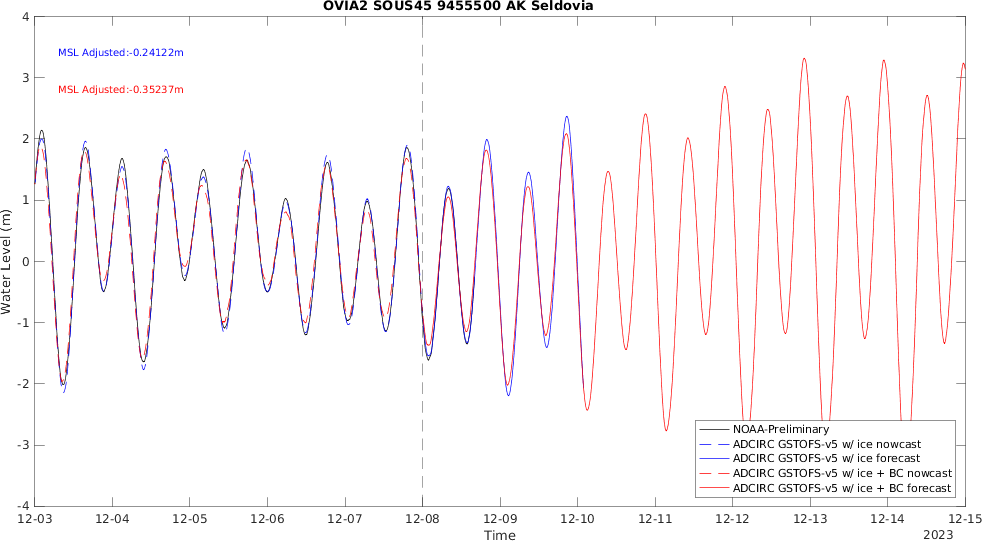 OVIA2 SOUS45 9455500 AK Seldovia
MSL Adjusted:-0.24122m
MSL Adjusted:-0.35237m
Water Level (m)
4
3
2
1
0
-1
-2
-3
-4
NOAA-Preliminary
ADCIRC GSTOFS-v5 w/ ice nowcast
ADCIRC GSTOFS-v5 w/ ice forecast
ADCIRC GSTOFS-v5 w/ ice + BC nowcast
ADCIRC GSTOFS-v5 w/ ice + BC forecast
12-03 12-04 12-05 12-06 12-07 12-08 12-09 12-10 12-11 12-12 12-13 12-14 12-15
Time
2023